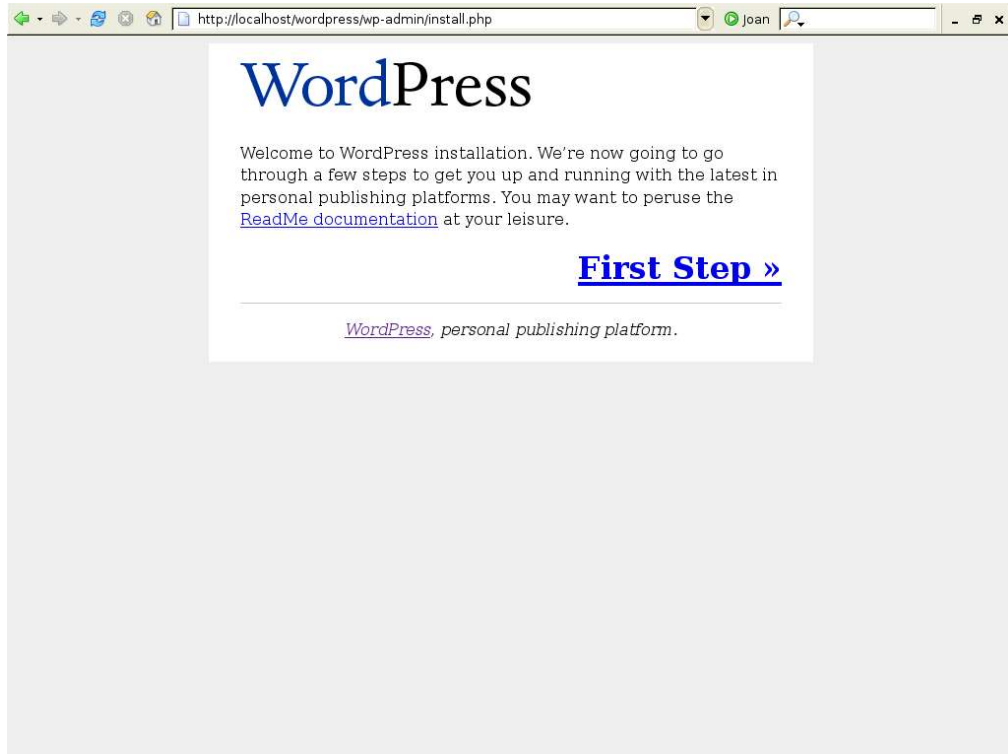 http://localhost/wordpress/wp-admin/install.php
Joan
WordPress
Welcome to WordPress installation. We're now going to go
through a few steps to get you up and running with the latest in
personal publishing platforms. You may want to peruse the
ReadMe documentation at your leisure.
First Step »
WordPress, personal publishing platform.